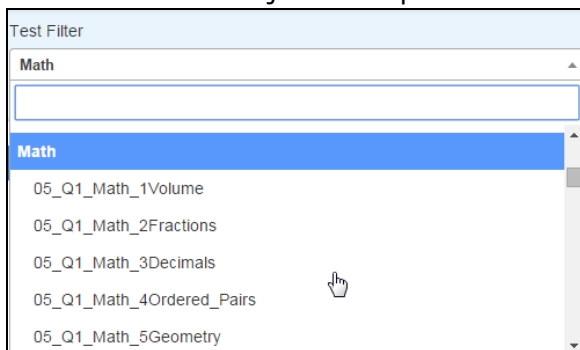 Test Filter
Math
Math
05_Q1_Math_1Volume
05_Q1_Math_2Fractions
05_Q1_Math_3Decimals
05_Q1_Math_4Ordered_Pairs
05_Q1_Math_5Geometry